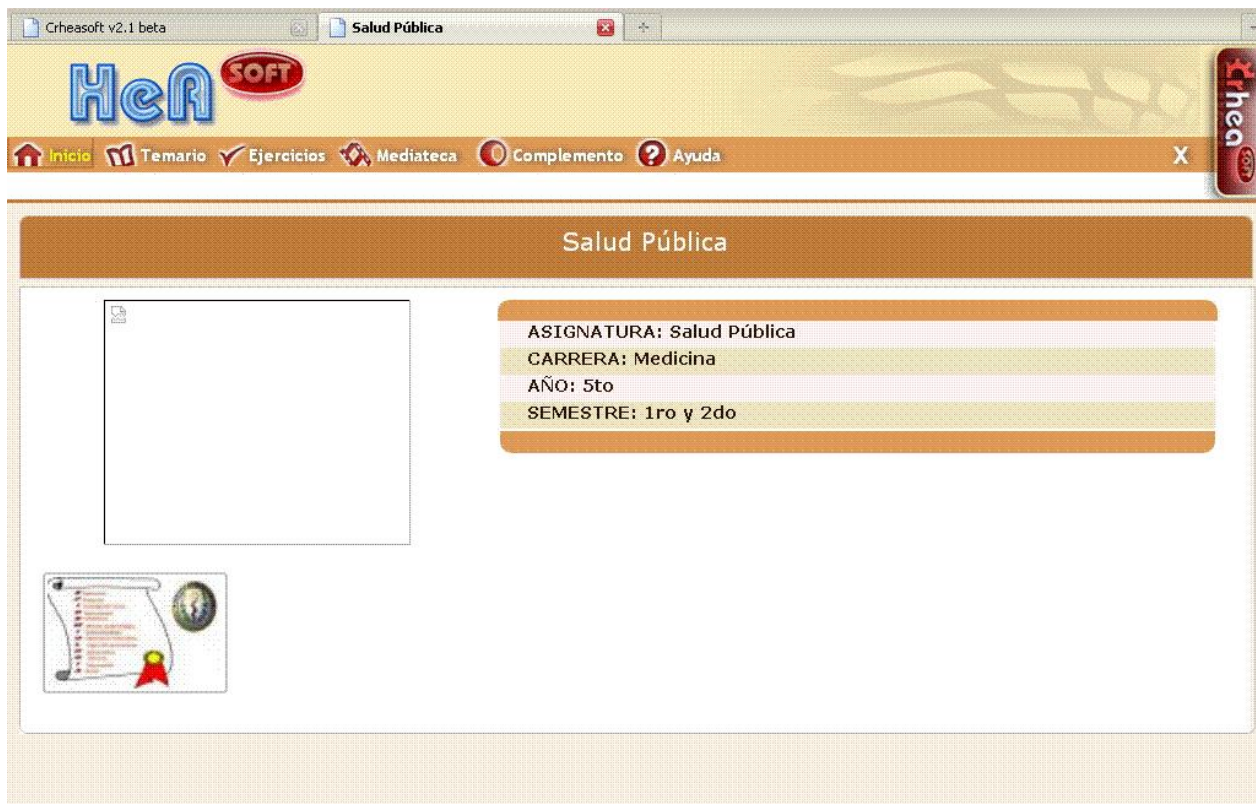 Crheasoft v2.1 beta Salud Pública
HeA SOFT
Crhea
Inicio Temario Ejercicios Mediateca Complemento Ayuda X
Salud Pública
ASIGNATURA: Salud Pública
CARRERA: Medicina
AÑO: 5to
SEMESTRE: 1ro y 2do